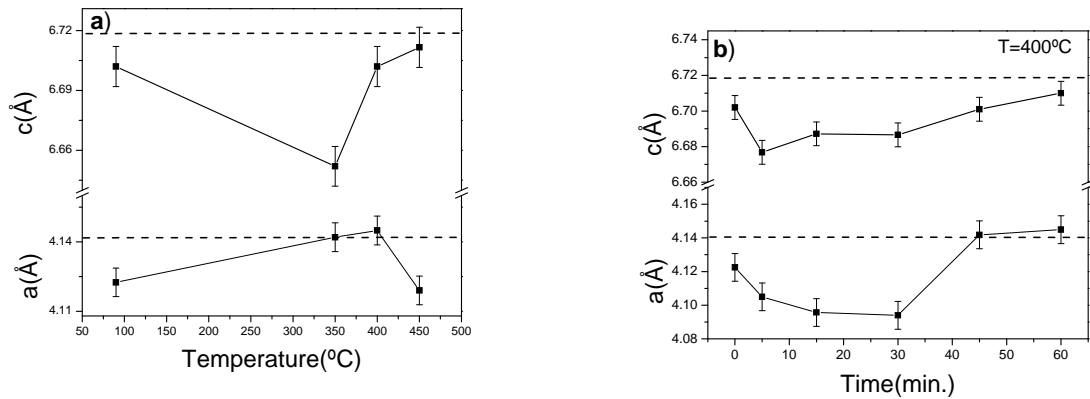 a)
6.72
6.69
6.66
c(Å)
4.14
4.11
a(Å)
50 100 150 200 250 300 350 400 450 500
Temperature(ºC)
b)
T=400ºC
6.74
6.72
6.70
6.68
6.66
c(Å)
4.16
4.14
4.12
4.10
4.08
a(Å)
0 10 20 30 40 50 60
Time(min.)